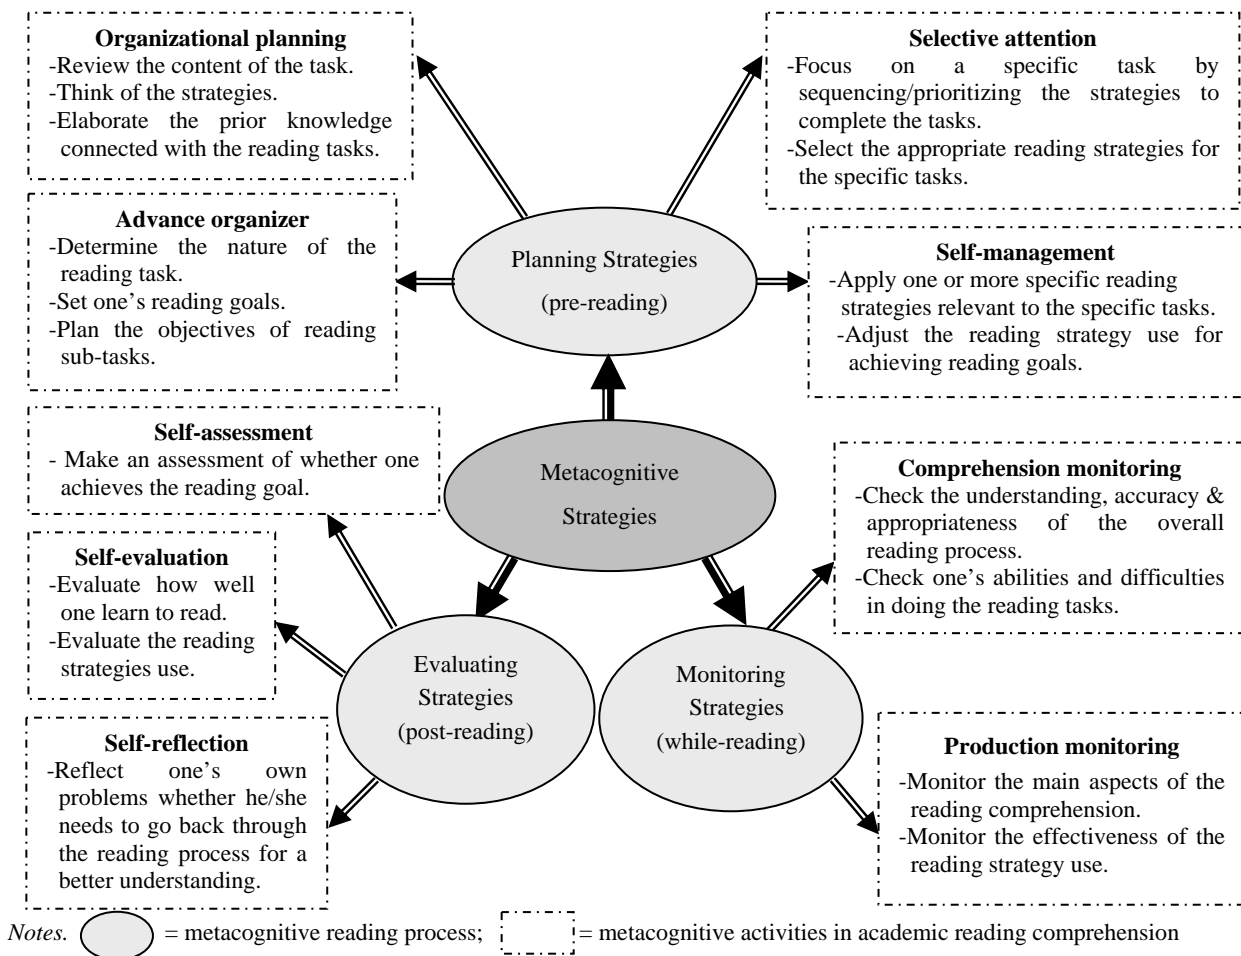 Organizational planning
-Review the content of the task.
-Think of the strategies.
-Elaborate the prior knowledge
connected with the reading tasks.
Selective attention
-Focus on a specific task by
sequencing/prioritizing the strategies to
complete the tasks.
-Select the appropriate reading strategies for
the specific tasks.
Advance organizer
-Determine the nature of the
reading task.
-Set one’s reading goals.
-Plan the objectives of reading
sub-tasks.
Planning Strategies
(pre-reading)
Self-management
-Apply one or more specific reading
strategies relevant to the specific tasks.
-Adjust the reading strategy use for
achieving reading goals.
Self-assessment
- Make an assessment of whether one
achieves the reading goal.
Metacognitive
Strategies
Comprehension monitoring
-Check the understanding, accuracy &
appropriateness of the overall
reading process.
-Check one’s abilities and difficulties
in doing the reading tasks.
Self-evaluation
-Evaluate how well
one learn to read.
-Evaluate the reading
strategies use.
Evaluating
Strategies
(post-reading)
Monitoring
Strategies
(while-reading)
Self-reflection
-Reflect one’s own
problems whether he/she
needs to go back through
the reading process for a
better understanding.
Production monitoring
-Monitor the main aspects of the
reading comprehension.
-Monitor the effectiveness of the
reading strategy use.
Notes. = metacognitive reading process; = metacognitive activities in academic reading comprehension